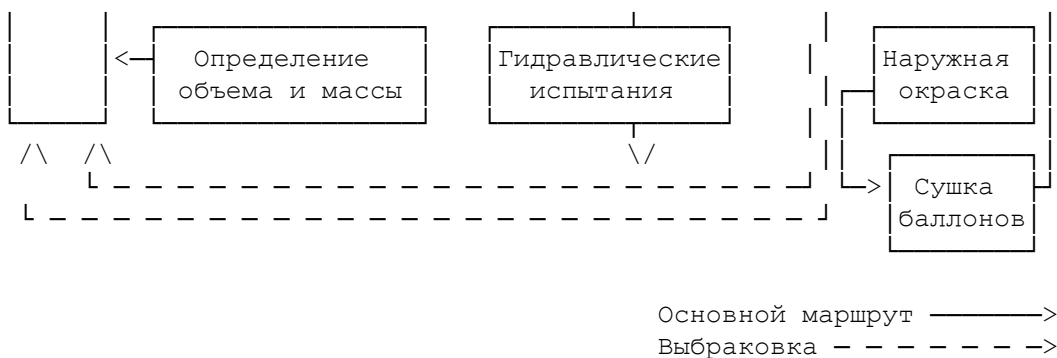 Определение объема и массы
Гидравлические испытания
Наружная окраска
Сушка баллонов
Основной маршрут
Выбраковка